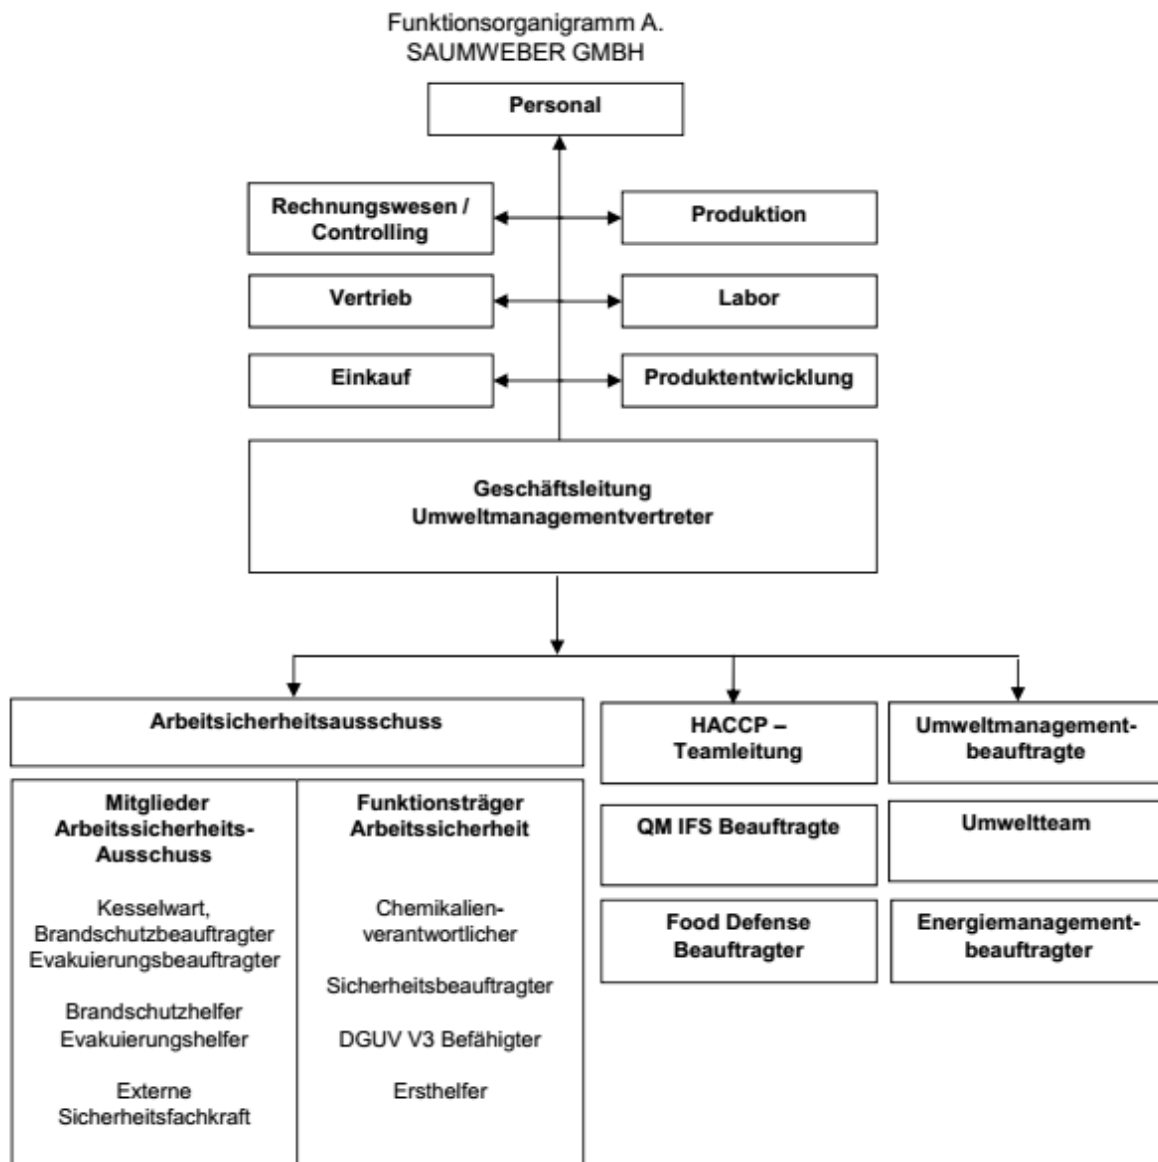 Funktionsorganigramm A.
SAUMWEBER GMBH
Personal
Rechnungswesen /
Controlling
Produktion
Vertrieb
Labor
Einkauf
Produktentwicklung
Geschäftsleitung
Umweltmanagementvertreter
Arbeitsicherheitsausschuss
Mitglieder
Arbeitssicherheits-
Ausschuss
Kesselwart,
Brandschutzbeauftragter
Evakuierungsbeauftragter
Brandschutzhelfer
Evakuierungshelfer
Externe
Sicherheitsfachkraft
Funktionsträger
Arbeitssicherheit
Chemikalien-
verantwortlicher
Sicherheitsbeauftragter
DGUV V3 Befähigter
Ersthelfer
HACCP –
Teamleitung
QM IFS Beauftragte
Food Defense
Beauftragter
Umweltmanagement-
beauftragte
Umweltteam
Energiemanagement-
beauftragter